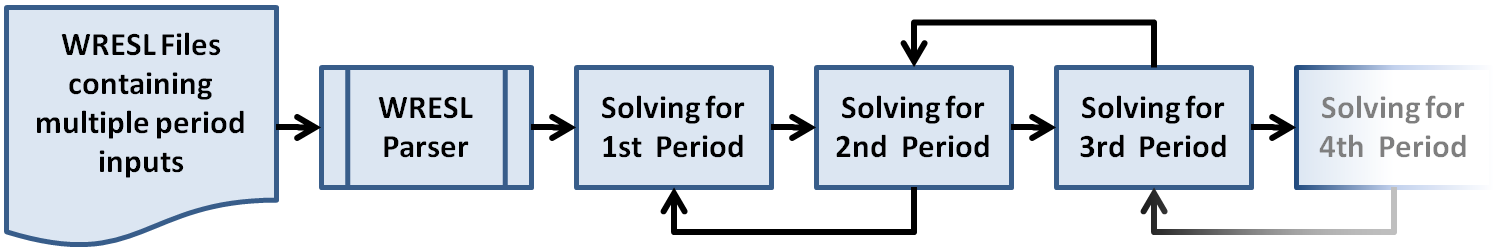 WRESL Files
containing
multiple period
inputs
WRESL
Parser
Solving for
1st Period
Solving for
2nd Period
Solving for
3rd Period
Solving for
4th Period